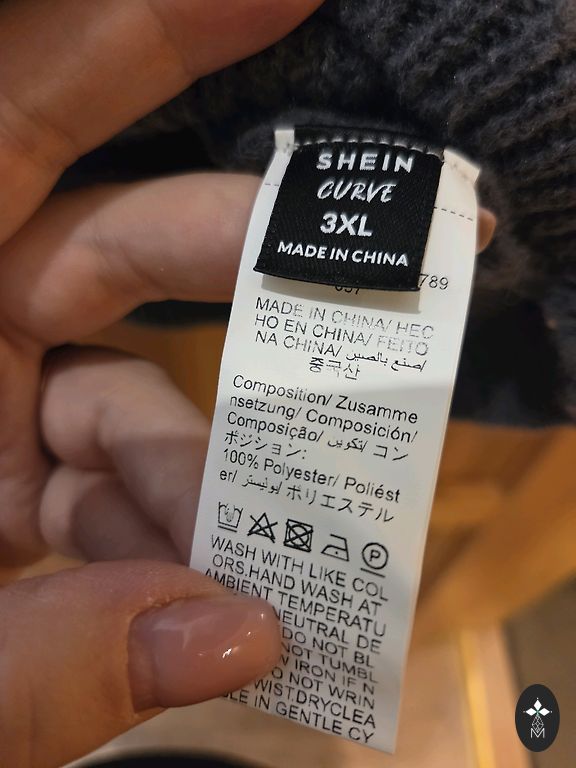 SHEIN
CURVE
3XL
MADE IN CHINA
789
MADE IN CHINA/ HEC
HO EN CHINA/ FEITO
NA CHINA/ صنع بالصين/
중국산
Composition/ Zusamme
nsetzung/ Composición/
Composição/ تكوين/ コン
ポジション:
100% Polyester/ Poliést
er/ بوليستر/ ポリエステル
P
WASH WITH LIKE COL
ORS.HAND WASH AT
AMBIENT TEMPERATU
NEUTRAL DE
DO NOT BL
NOT TUMBL
IRON IF N
NOT WRIN
WIST.DRYCLEA
IN GENTLE CY